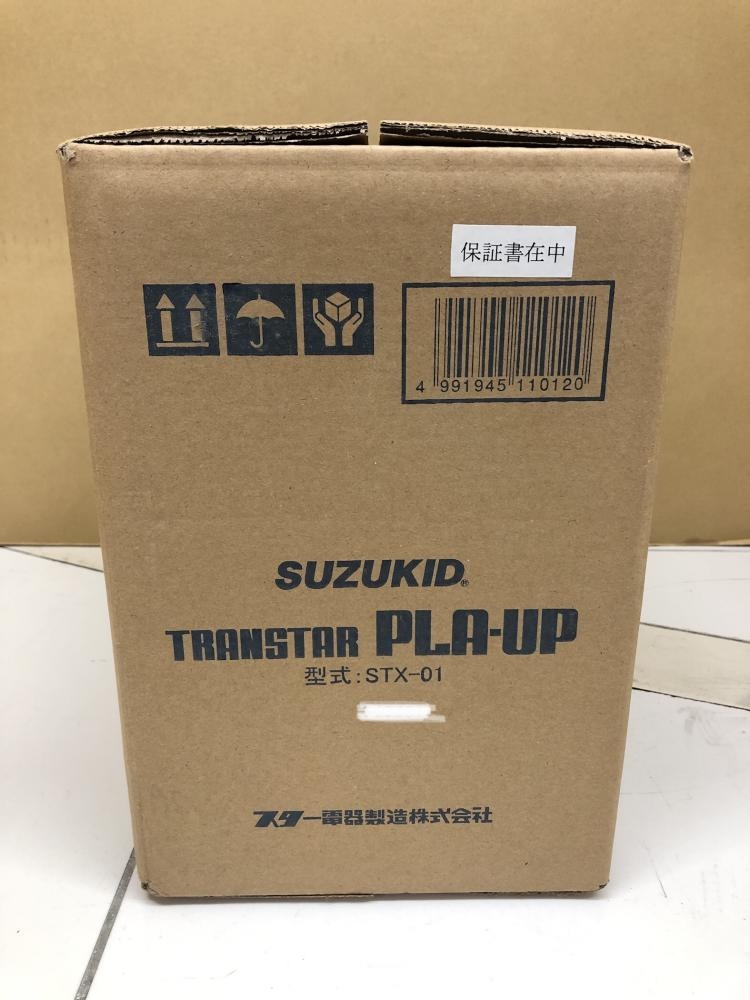 保証書在中
4 991945 110120
SUZUKID®
TRANSTAR PLA-UP
型式:STX-01
スター電器製造株式会社